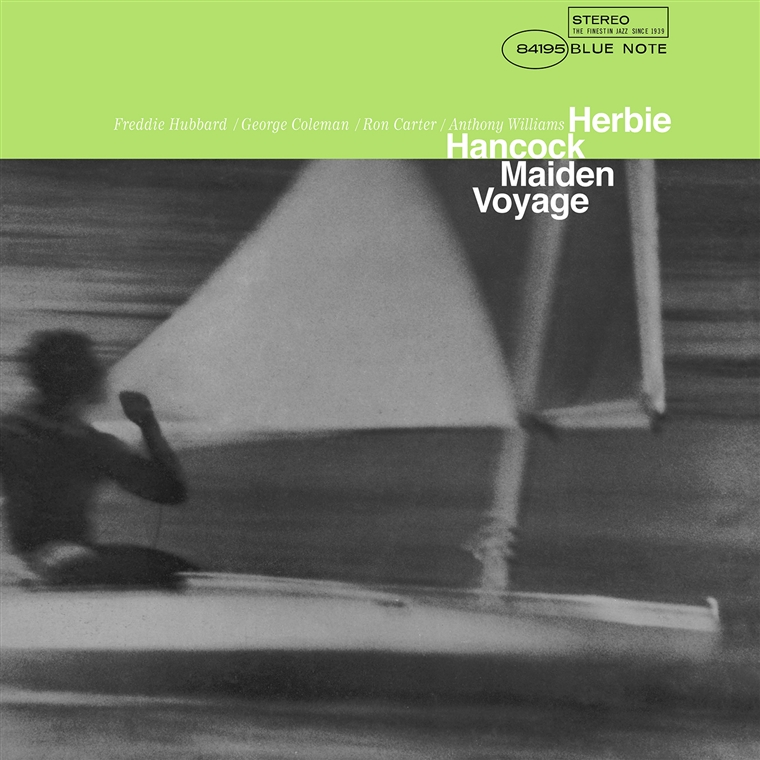 STEREO
THE FINEST IN JAZZ SINCE 1939
84195 BLUE NOTE
Freddie Hubbard / George Coleman / Ron Carter / Anthony Williams Herbie
Hancock
Maiden
Voyage